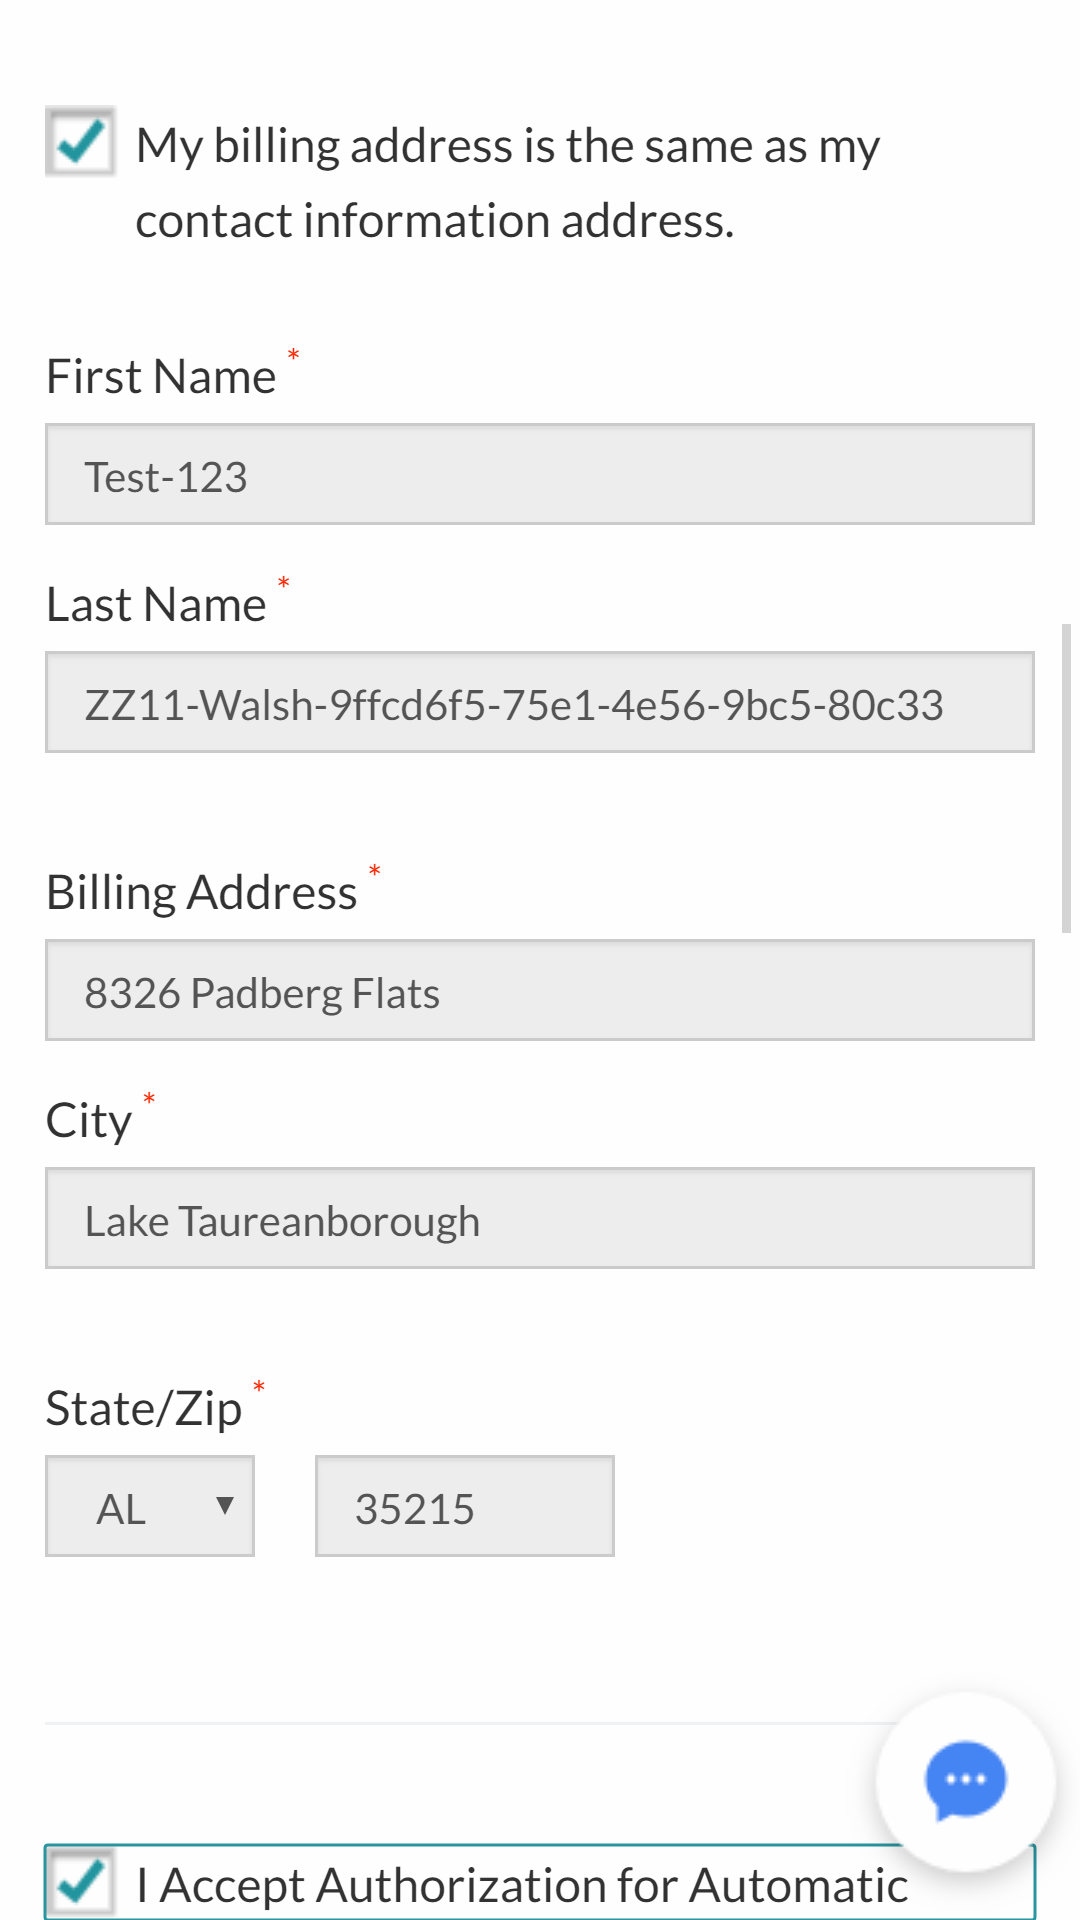 My billing address is the same as my
contact information address.
First Name *
Test-123
Last Name *
ZZ11-Walsh-9ffcd6f5-75e1-4e56-9bc5-80c33
Billing Address *
8326 Padberg Flats
City *
Lake Taureanborough
State/Zip *
AL 35215
I Accept Authorization for Automatic